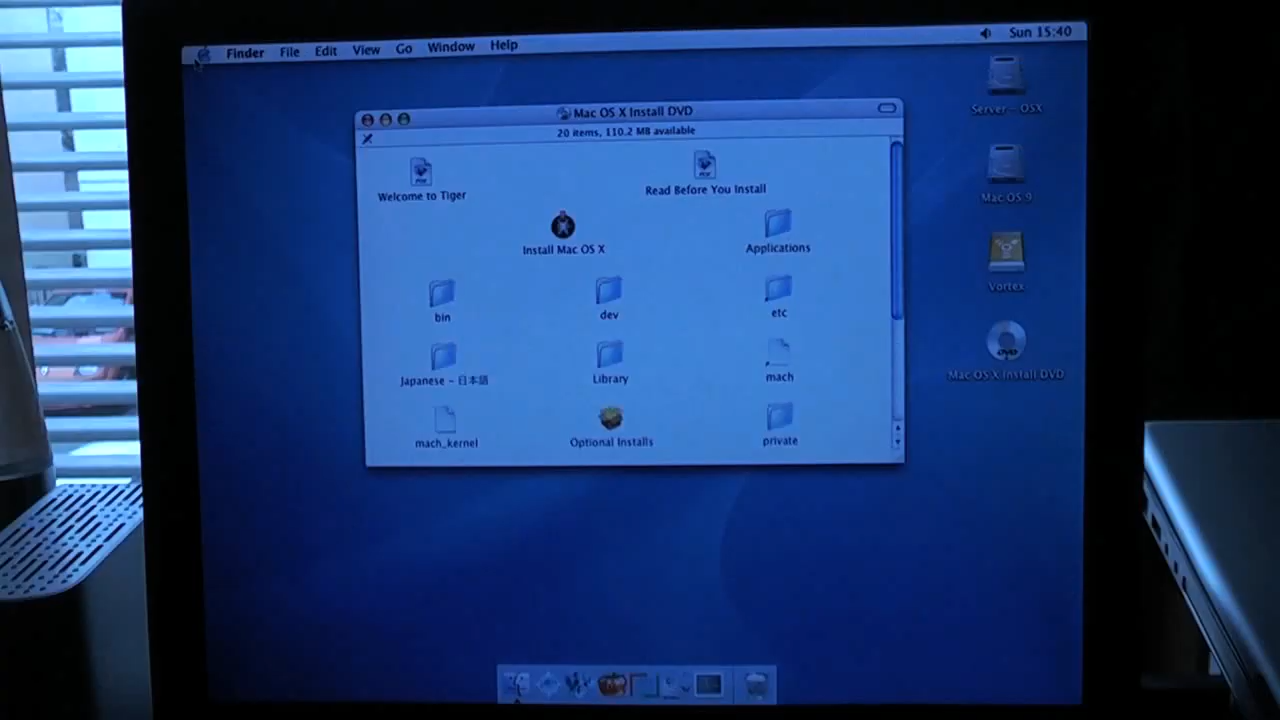 Finder File Edit View Go Window Help
Sun 15:40
Mac OS X Install DVD
20 items, 110.2 MB available
Welcome to Tiger
Read Before You Install
Install Mac OS X
Applications
bin
dev
etc
Japanese - 日本語
Library
mach
mach_kernel
Optional Installs
private
Server-OSX
Mac OS 9
Vortex
DVD
Mac OS X Install DVD